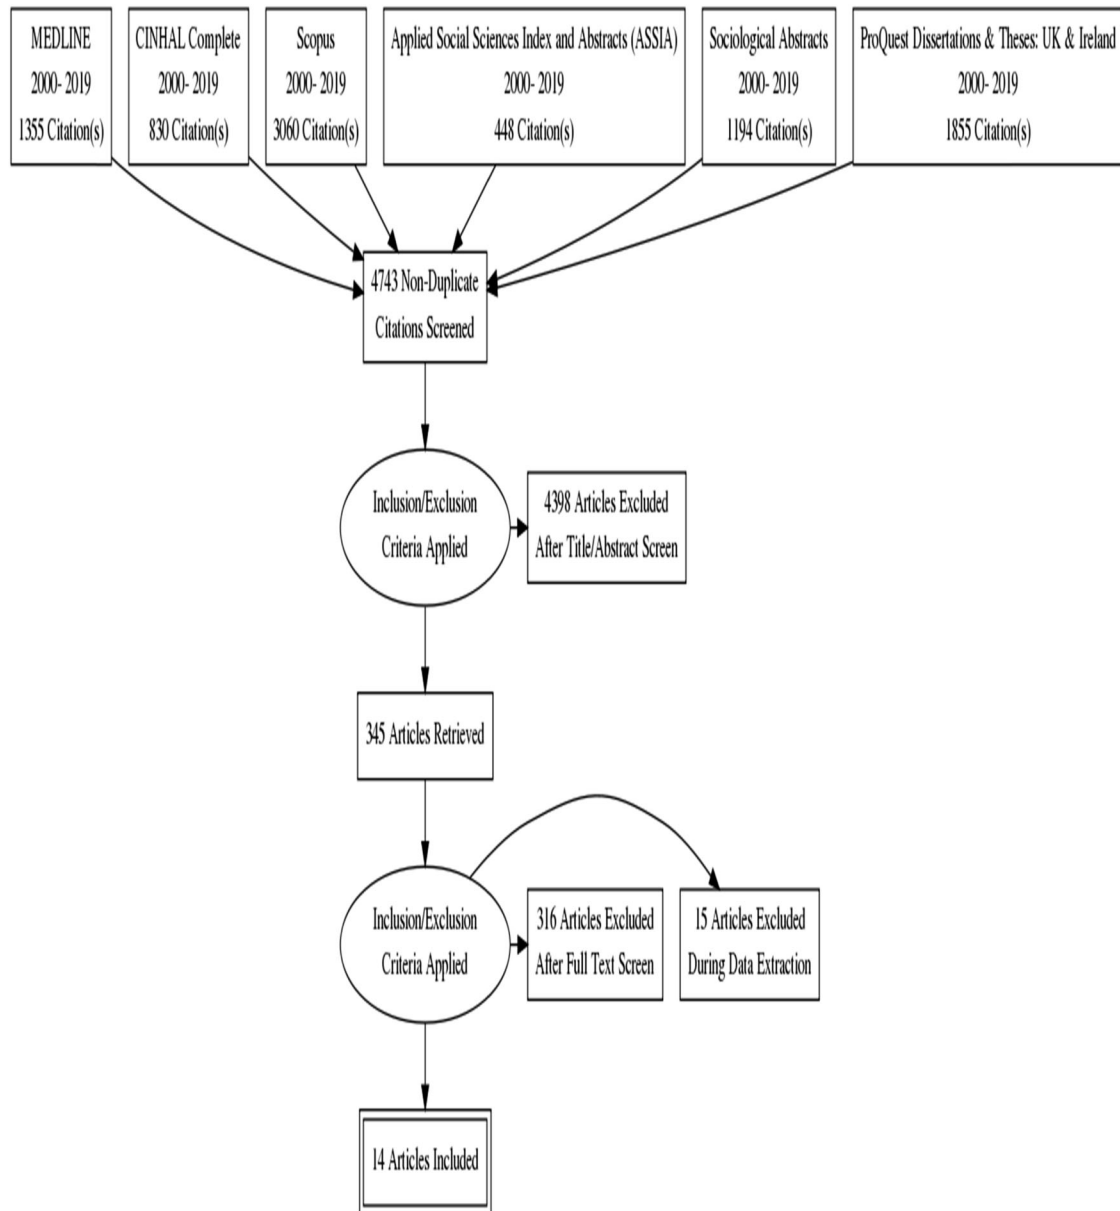 MEDLINE
2000- 2019
1355 Citation(s)
CINHAL Complete
2000- 2019
830 Citation(s)
Scopus
2000- 2019
3060 Citation(s)
Applied Social Sciences Index and Abstracts (ASSIA)
2000- 2019
448 Citation(s)
Sociological Abstracts
2000- 2019
1194 Citation(s)
ProQuest Dissertations & Theses: UK & Ireland
2000- 2019
1855 Citation(s)
4743 Non-Duplicate
Citations Screened
Inclusion/Exclusion
Criteria Applied
4398 Articles Excluded
After Title/Abstract Screen
345 Articles Retrieved
Inclusion/Exclusion
Criteria Applied
316 Articles Excluded
After Full Text Screen
15 Articles Excluded
During Data Extraction
14 Articles Included